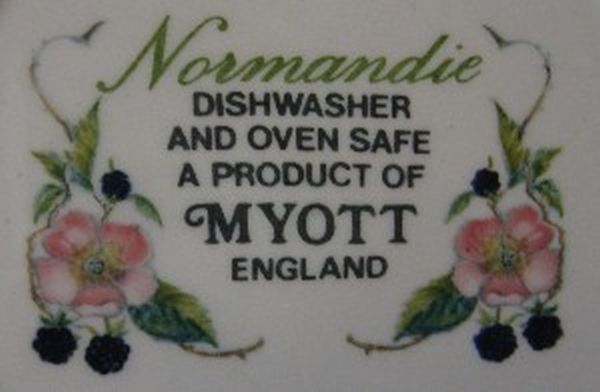 Normandie
DISHWASHER
AND OVEN SAFE
A PRODUCT OF
MYOTT
ENGLAND